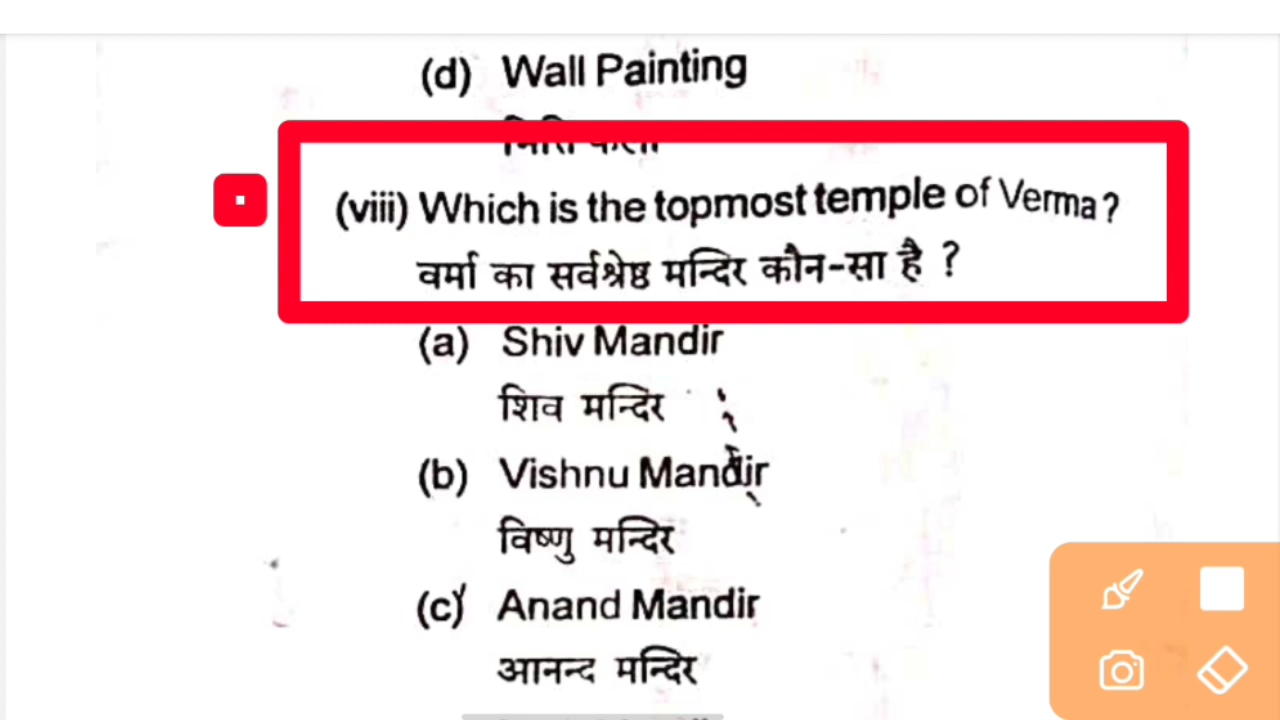 (d) Wall Painting
(viii) Which is the topmost temple of Verma ?
वर्मा का सर्वश्रेष्ठ मन्दिर कौन-सा है ?
(a) Shiv Mandir
शिव मन्दिर
(b) Vishnu Mandir
विष्णु मन्दिर
(c) Anand Mandir
आनन्द मन्दिर